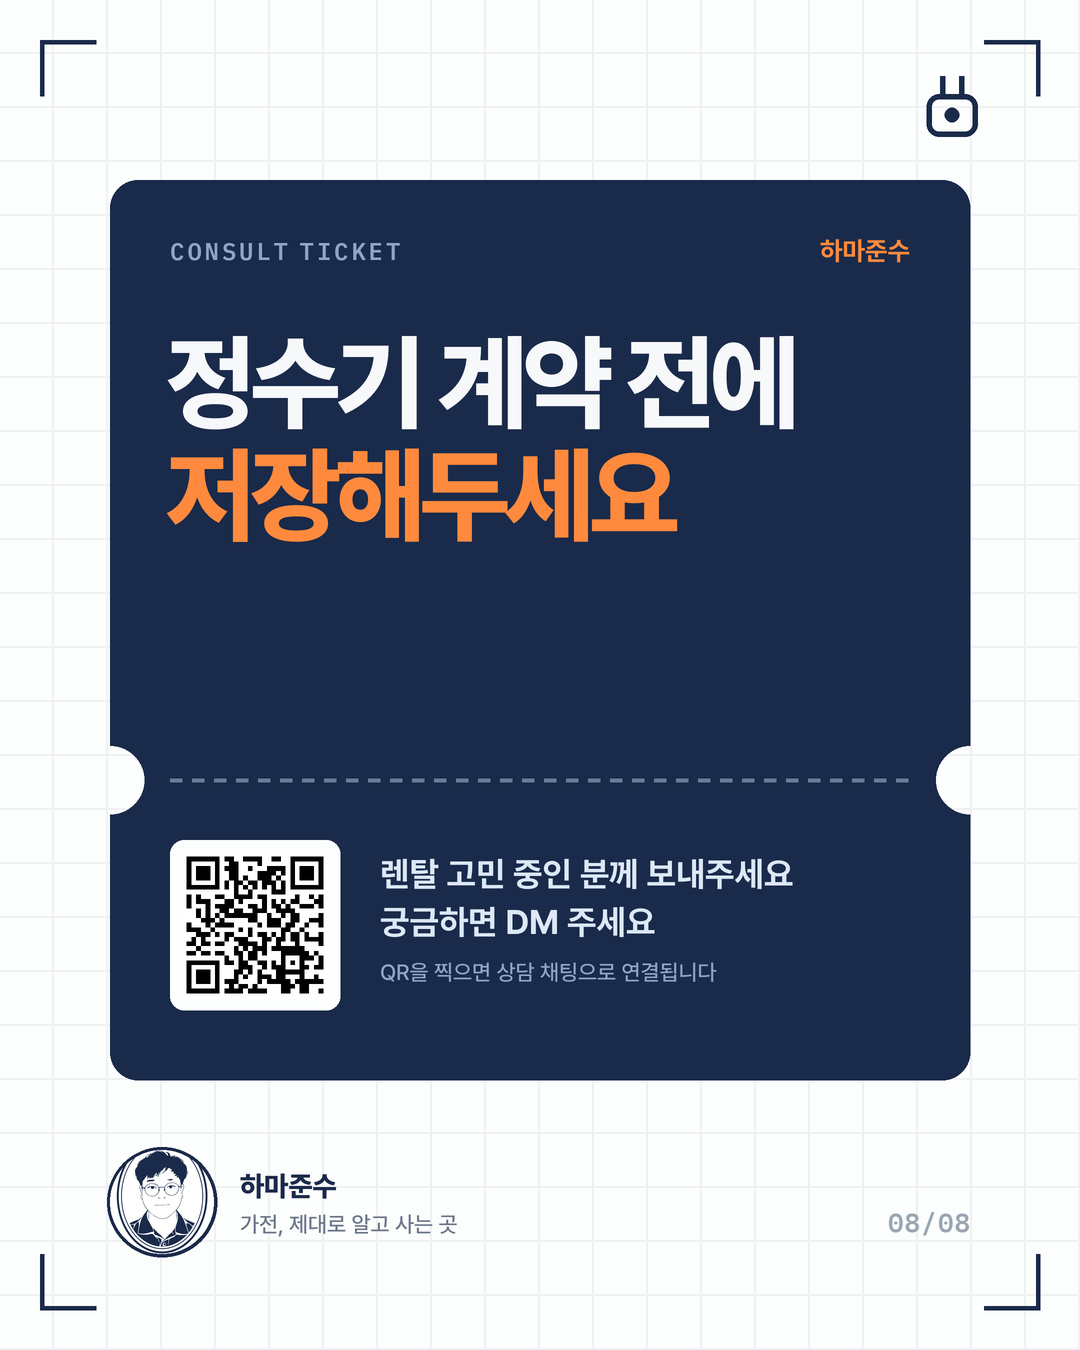 CONSULT TICKET
하마준수
정수기 계약 전에
저장해두세요
렌탈 고민 중인 분께 보내주세요
궁금하면 DM 주세요
QR을 찍으면 상담 채팅으로 연결됩니다
하마준수
가전, 제대로 알고 사는 곳
08/08